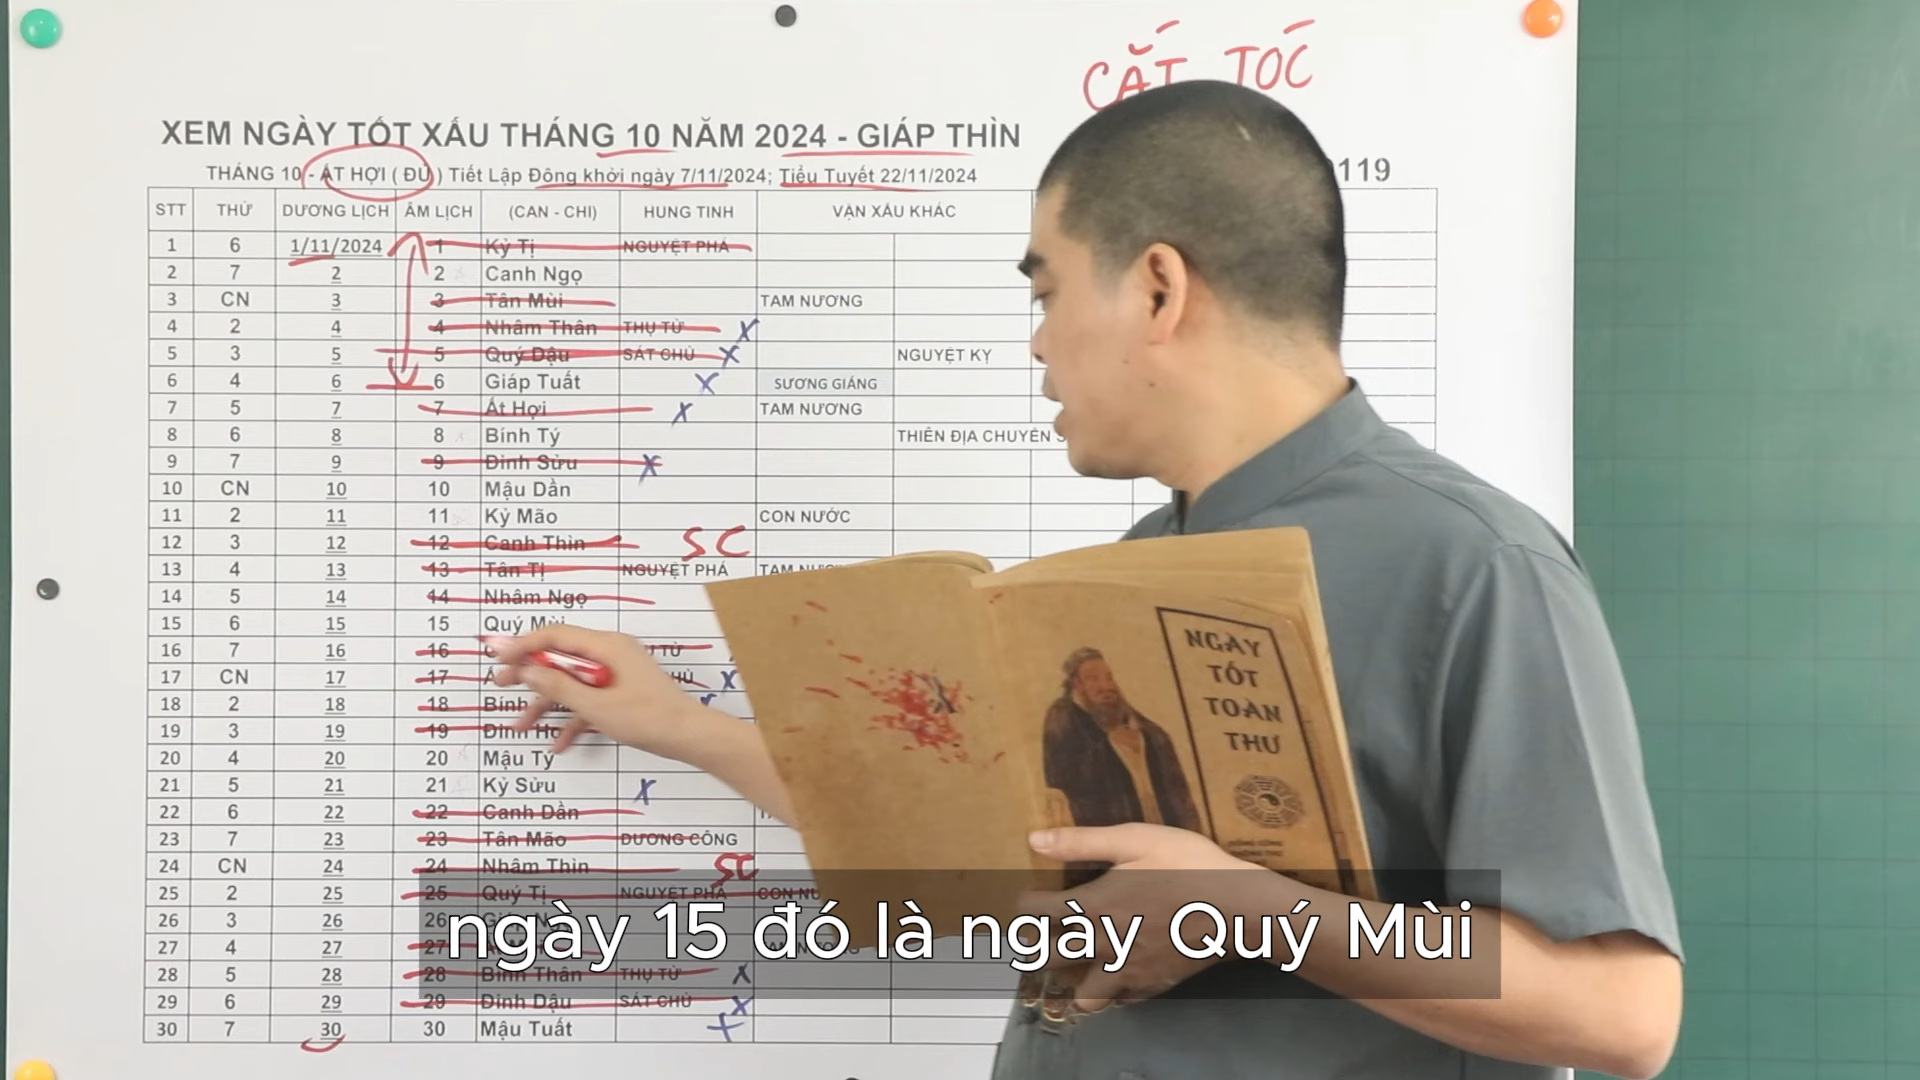 CẮT TÓC
XEM NGÀY TỐT XẤU THÁNG 10 NĂM 2024 - GIÁP THÌN
THÁNG 10 - ẤT HỢI ( ĐỦ ) Tiết Lập Đông khởi ngày 7/11/2024; Tiểu Tuyết 22/11/2024
119
STT THỨ DƯƠNG LỊCH ÂM LỊCH (CAN - CHI) HUNG TINH VẬN XẤU KHÁC
1 6 1/11/2024 1 Kỷ Tị NGUYỆT PHÁ
2 7 2 2 Canh Ngọ
3 CN 3 3 Tân Mùi TAM NƯƠNG
4 2 4 4 Nhâm Thân THỤ TỬ X
5 3 5 5 Quý Dậu SÁT CHỦ X NGUYỆT KỴ
6 4 6 6 Giáp Tuất X SƯƠNG GIÁNG
7 5 7 7 Ất Hợi X TAM NƯƠNG
8 6 8 8 Bính Tý THIÊN ĐỊA CHUYÊN
9 7 9 9 Đinh Sửu X
10 CN 10 10 Mậu Dần
11 2 11 11 Kỷ Mão CON NƯỚC
12 3 12 12 Canh Thìn SC
13 4 13 13 Tân Tị NGUYỆT PHÁ TAM
14 5 14 14 Nhâm Ngọ
15 6 15 15 Quý Mùi
16 7 16 16 TỬ
17 CN 17 17 HỦ X
18 2 18 18 Bính
19 3 19 19 Đinh
20 4 20 20 Mậu Tý
21 5 21 21 Kỷ Sửu X
22 6 22 22 Canh Dần
23 7 23 23 Tân Mão DƯƠNG CÔNG
24 CN 24 24 Nhâm Thìn SC
25 2 25 25 Quý Tị NGUYỆT PHÁ CON
26 3 26 26
27 4 27 27
28 5 28 28 Bính Thân THỤ TỬ X
29 6 29 29 Đinh Dậu SÁT CHỦ X
30 7 30 30 Mậu Tuất X
NGÀY
TỐT
TOÀN
THƯ
ngày 15 đó là ngày Quý Mùi